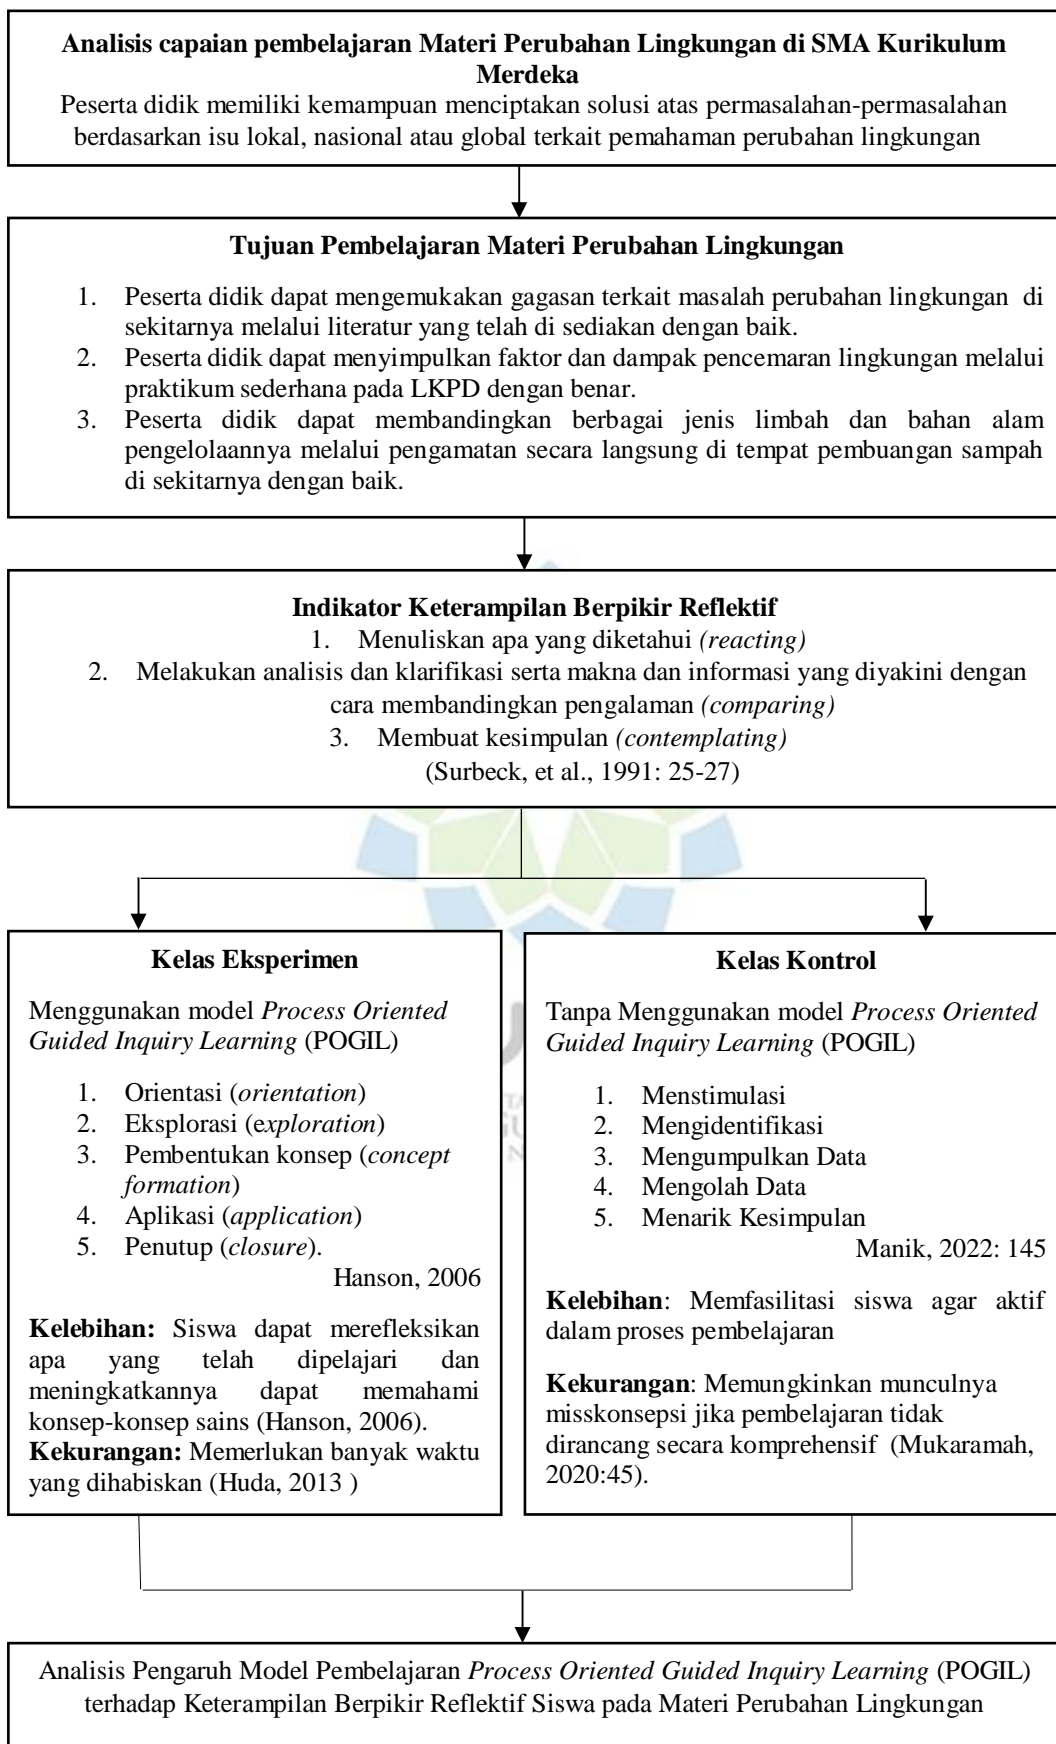 Analisis capaian pembelajaran Materi Perubahan Lingkungan di SMA Kurikulum
Merdeka
Peserta didik memiliki kemampuan menciptakan solusi atas permasalahan-permasalahan
berdasarkan isu lokal, nasional atau global terkait pemahaman perubahan lingkungan
Tujuan Pembelajaran Materi Perubahan Lingkungan
1. Peserta didik dapat mengemukakan gagasan terkait masalah perubahan lingkungan di
sekitarnya melalui literatur yang telah di sediakan dengan baik.
2. Peserta didik dapat menyimpulkan faktor dan dampak pencemaran lingkungan melalui
praktikum sederhana pada LKPD dengan benar.
3. Peserta didik dapat membandingkan berbagai jenis limbah dan bahan alam
pengelolaannya melalui pengamatan secara langsung di tempat pembuangan sampah
di sekitarnya dengan baik.
Indikator Keterampilan Berpikir Reflektif
1. Menuliskan apa yang diketahui (reacting)
2. Melakukan analisis dan klarifikasi serta makna dan informasi yang diyakini dengan
cara membandingkan pengalaman (comparing)
3. Membuat kesimpulan (contemplating)
(Surbeck, et al., 1991: 25-27)
Kelas Eksperimen
Menggunakan model Process Oriented
Guided Inquiry Learning (POGIL)
1. Orientasi (orientation)
2. Eksplorasi (exploration)
3. Pembentukan konsep (concept
formation)
4. Aplikasi (application)
5. Penutup (closure).
Hanson, 2006
Kelebihan: Siswa dapat merefleksikan
apa yang telah dipelajari dan
meningkatkannya dapat memahami
konsep-konsep sains (Hanson, 2006).
Kekurangan: Memerlukan banyak waktu
yang dihabiskan (Huda, 2013 )
Kelas Kontrol
Tanpa Menggunakan model Process Oriented
Guided Inquiry Learning (POGIL)
1. Menstimulasi
2. Mengidentifikasi
3. Mengumpulkan Data
4. Mengolah Data
5. Menarik Kesimpulan
Manik, 2022: 145
Kelebihan: Memfasilitasi siswa agar aktif
dalam proses pembelajaran
Kekurangan: Memungkinkan munculnya
misskonsepsi jika pembelajaran tidak
dirancang secara komprehensif (Mukaramah,
2020:45).
Analisis Pengaruh Model Pembelajaran Process Oriented Guided Inquiry Learning (POGIL)
terhadap Keterampilan Berpikir Reflektif Siswa pada Materi Perubahan Lingkungan